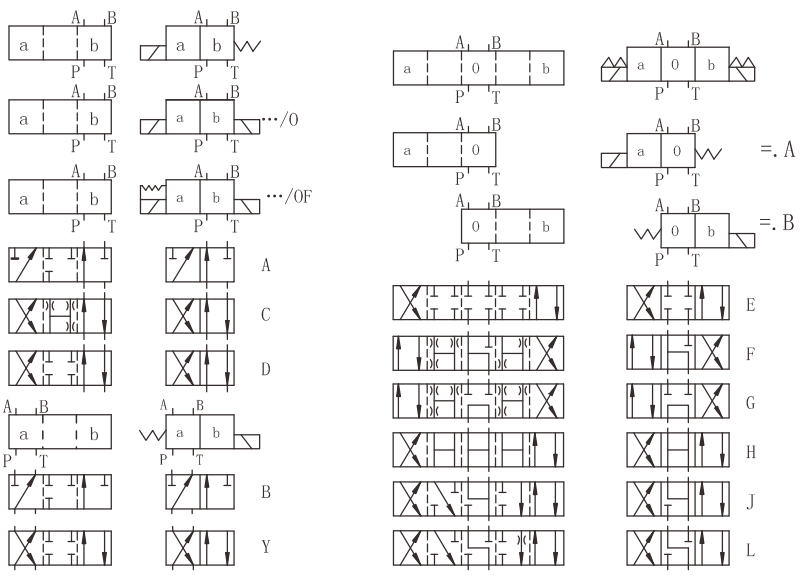 A B A B
a b a b
P T P T
A B A B
a b a b ···/O
P T P T
A B A B
a b a b ···/OF
P T P T
A
C
D
A B A B
a b a b
P T P T
B
Y
A B A B
a 0 b a 0 b
P T P T
A B A B
a 0 a 0 =.A
P T P T
A B A B
0 b 0 b =.B
P T P T
E
F
G
H
J
L